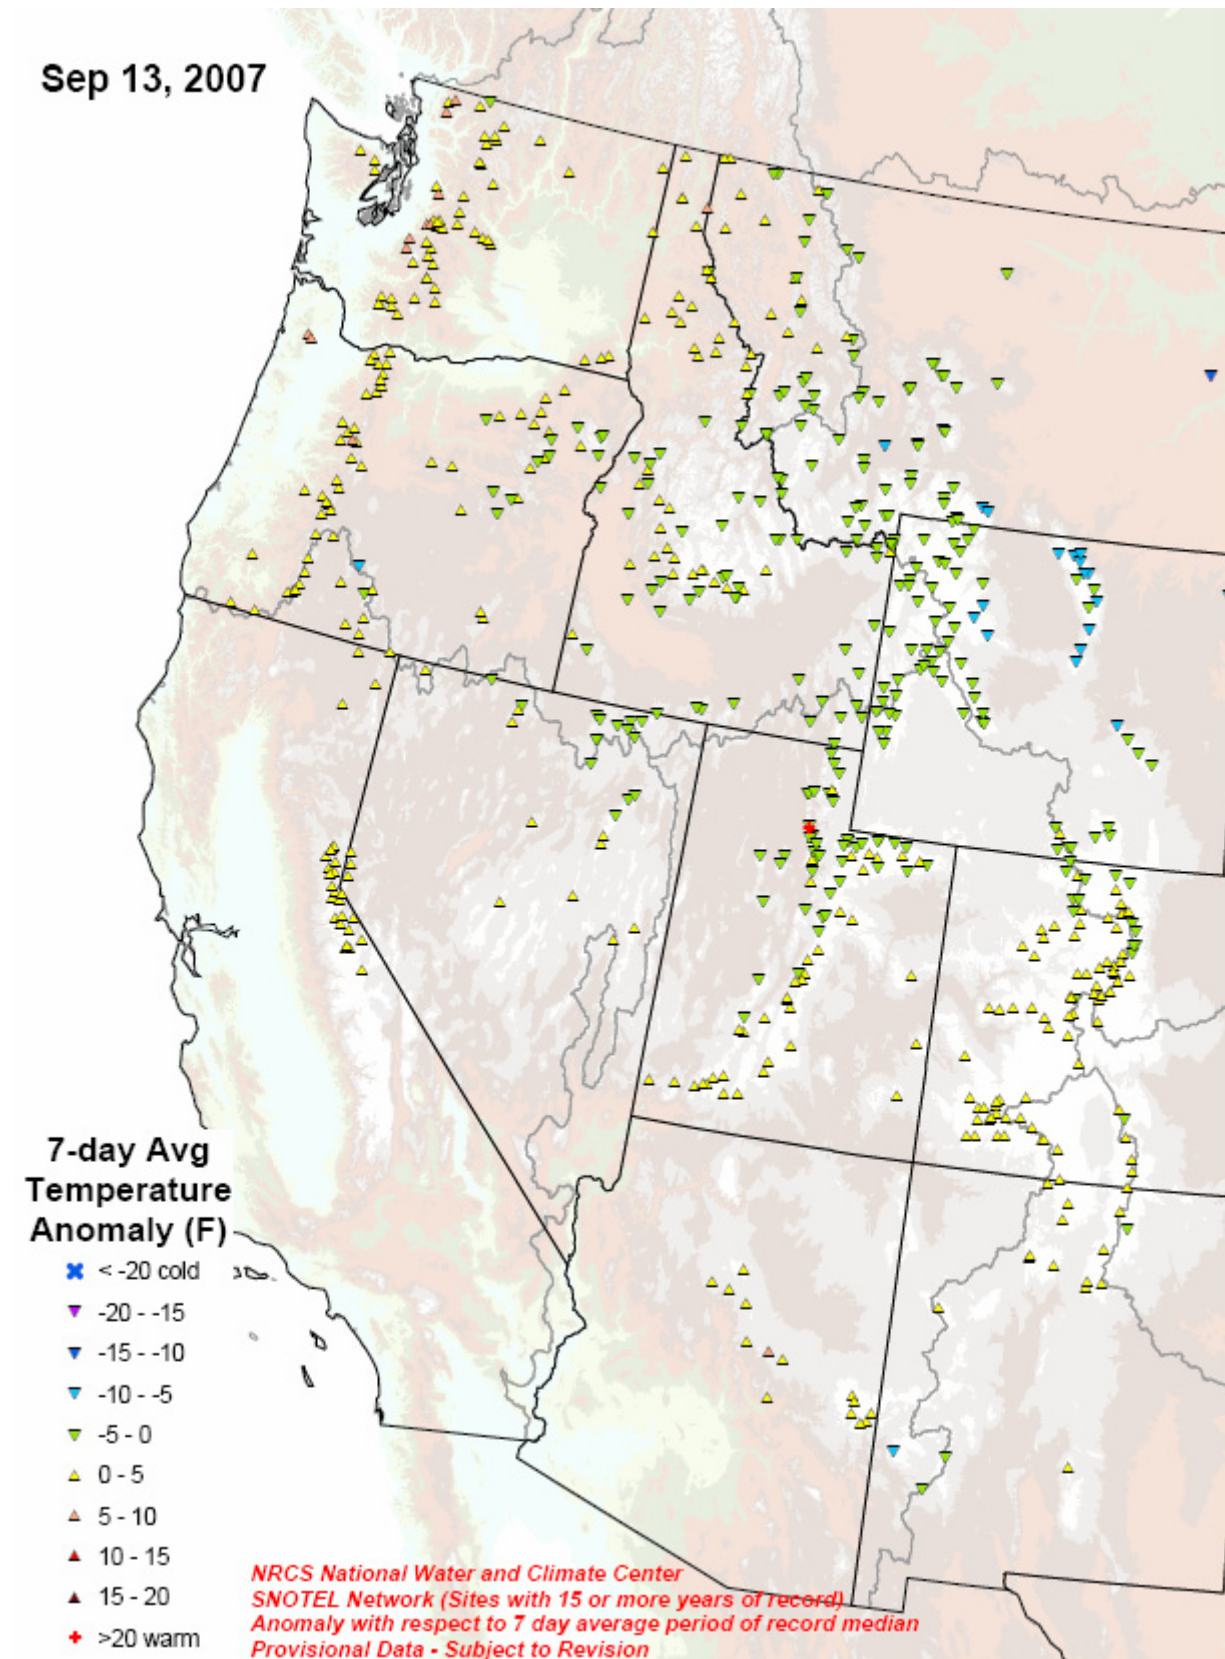 Sep 13, 2007
7-day Avg
Temperature
Anomaly (F)
< -20 cold
-20 - -15
-15 - -10
-10 - -5
-5 - 0
0 - 5
5 - 10
10 - 15
15 - 20
>20 warm
NRCS National Water and Climate Center
SNOTEL Network (Sites with 15 or more years of record)
Anomaly with respect to 7 day average period of record median
Provisional Data - Subject to Revision